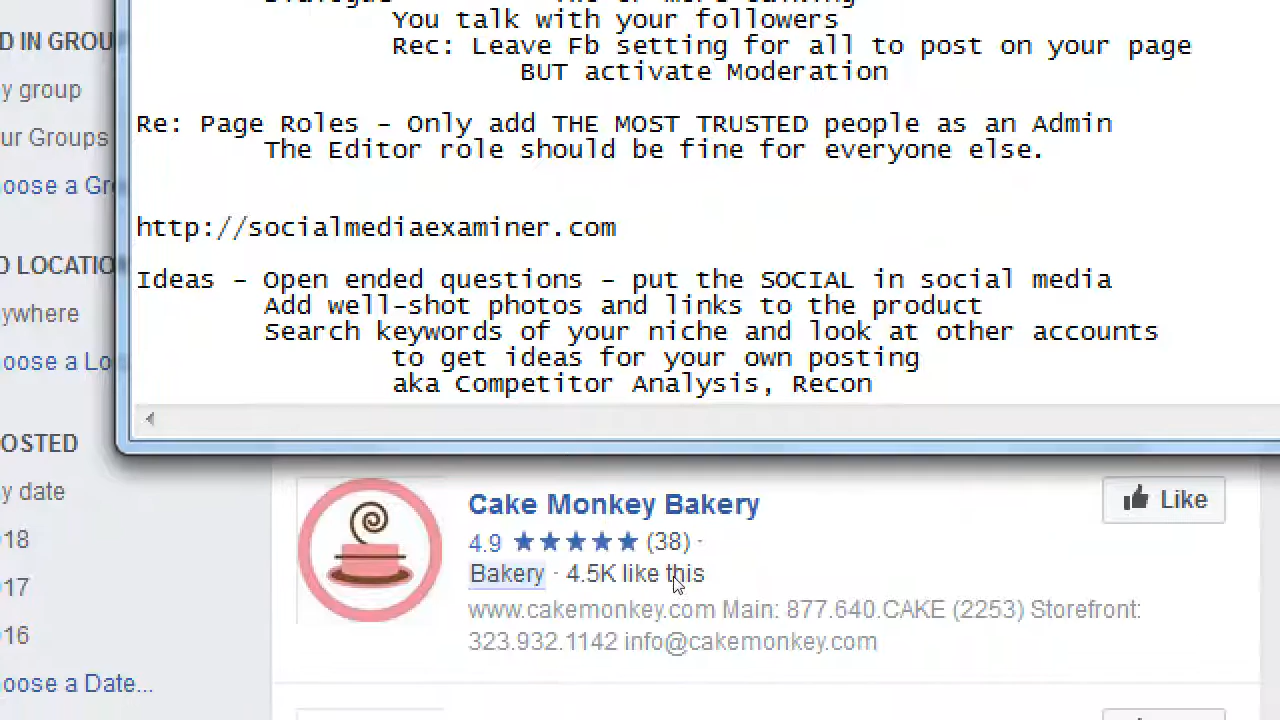 You talk with your followers
Rec: Leave Fb setting for all to post on your page
BUT activate Moderation
Re: Page Roles - Only add THE MOST TRUSTED people as an Admin
The Editor role should be fine for everyone else.
http://socialmediaexaminer.com
Ideas - Open ended questions - put the SOCIAL in social media
Add well-shot photos and links to the product
Search keywords of your niche and look at other accounts
to get ideas for your own posting
aka Competitor Analysis, Recon
D IN GROU
y group
ur Groups
oose a Gr
D LOCATIO
ywhere
oose a Lo
OSTED
y date
18
17
16
oose a Date...
Cake Monkey Bakery
4.9 ★★★★★ (38) ·
Bakery · 4.5K like this
www.cakemonkey.com Main: 877.640.CAKE (2253) Storefront:
323.932.1142 info@cakemonkey.com
Like